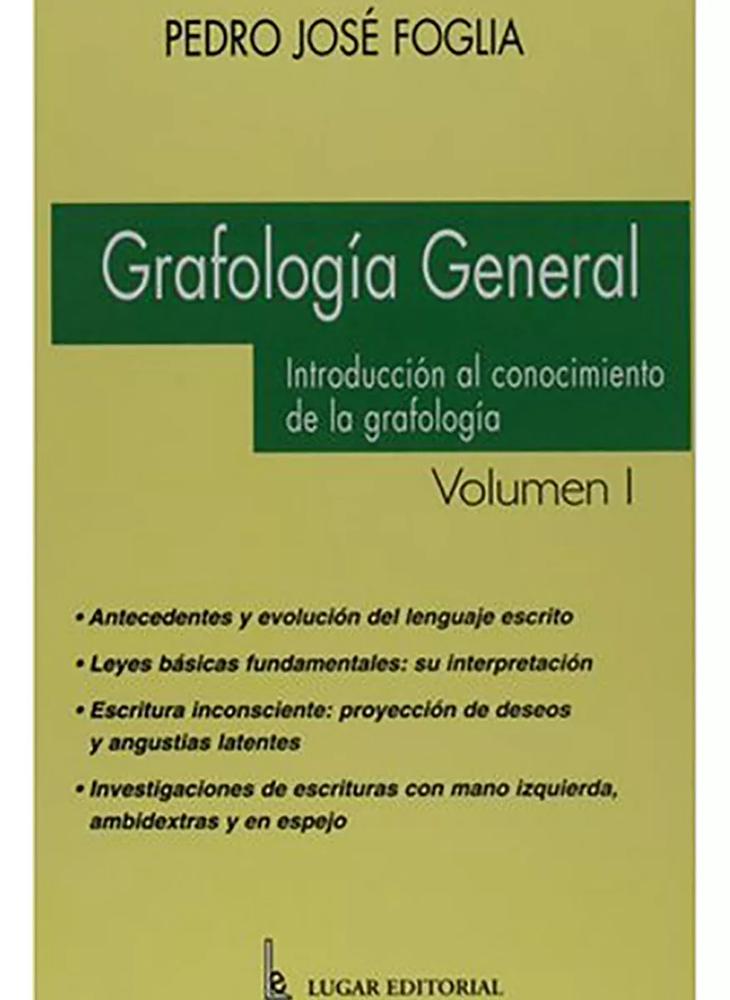 PEDRO JOSÉ FOGLIA
Grafología General
Introducción al conocimiento
de la grafología
Volumen I
• Antecedentes y evolución del lenguaje escrito
• Leyes básicas fundamentales: su interpretación
• Escritura inconsciente: proyección de deseos
y angustias latentes
• Investigaciones de escrituras con mano izquierda,
ambidextras y en espejo
Le LUGAR EDITORIAL